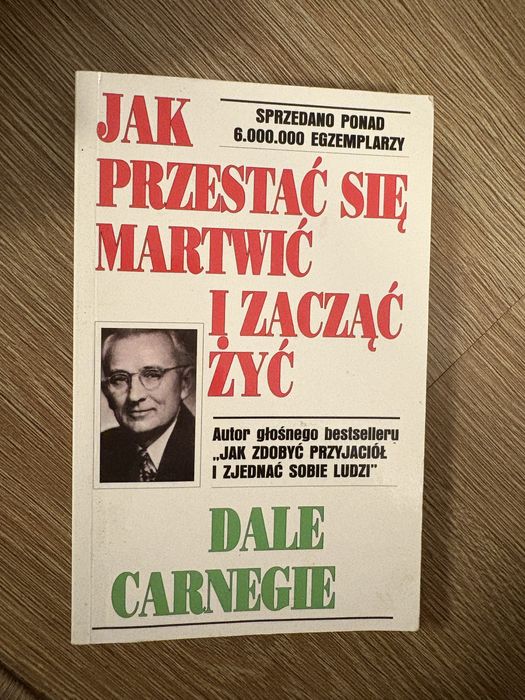 JAK
SPRZEDANO PONAD
6.000.000 EGZEMPLARZY
PRZESTAĆ SIĘ
MARTWIĆ
I ZACZĄĆ
ŻYĆ
Autor głośnego bestselleru
„JAK ZDOBYĆ PRZYJACIÓŁ
I ZJEDNAĆ SOBIE LUDZI”
DALE
CARNEGIE